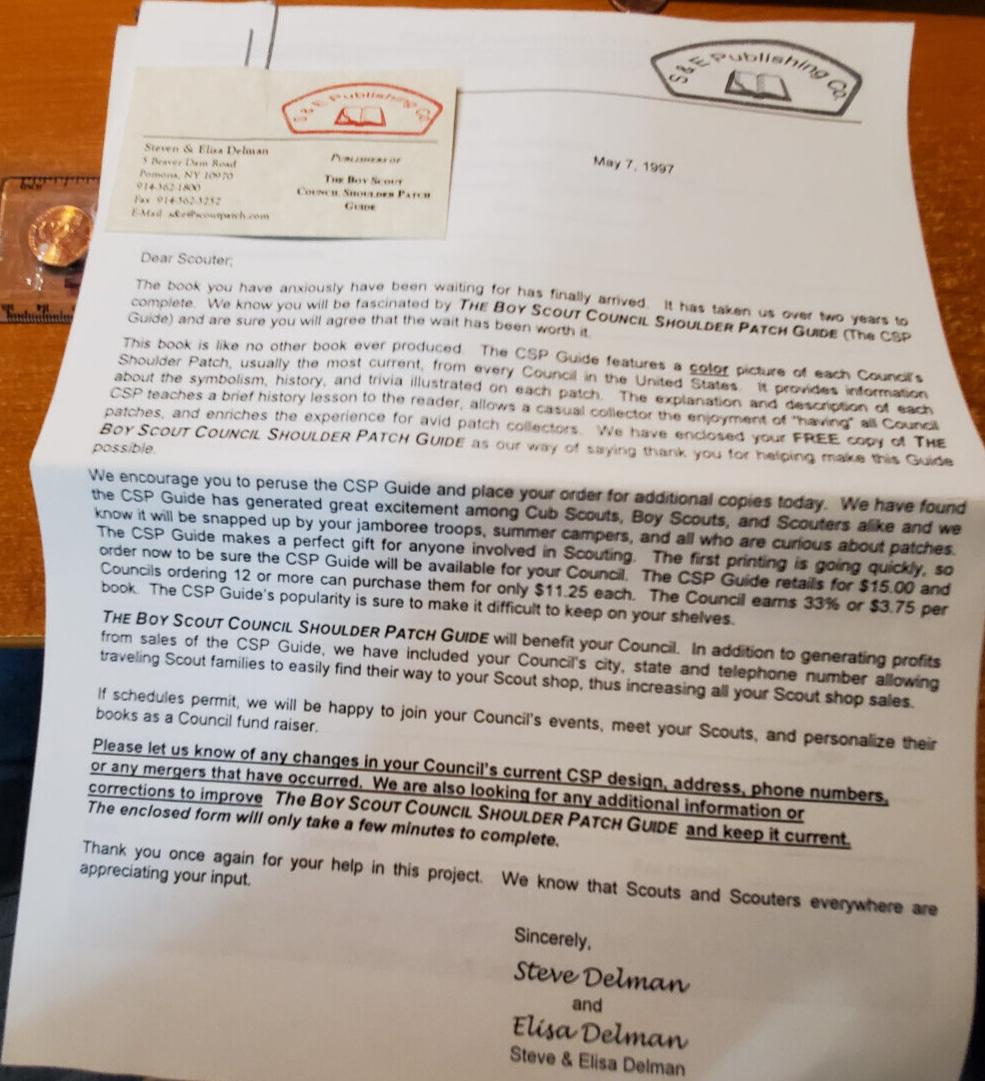 S & E Publishing Co.
S & E Publishing Co.
Steven & Elisa Delman
5 Beaver Dam Road
Pomona, NY 10970
914-362-1800
Fax 914-362-3252
E-Mail s&e@scoutpatch.com
PUBLISHERS OF
THE BOY SCOUT
COUNCIL SHOULDER PATCH
GUIDE
May 7, 1997
Dear Scouter;
The book you have anxiously have been waiting for has finally arrived. It has taken us over two years to
complete. We know you will be fascinated by THE BOY SCOUT COUNCIL SHOULDER PATCH GUIDE (The CSP
Guide) and are sure you will agree that the wait has been worth it.
This book is like no other book ever produced. The CSP Guide features a color picture of each Council's
Shoulder Patch, usually the most current, from every Council in the United States. It provides information
about the symbolism, history, and trivia illustrated on each patch. The explanation and description of each
CSP teaches a brief history lesson to the reader, allows a casual collector the enjoyment of "having" all Council
patches, and enriches the experience for avid patch collectors. We have enclosed your FREE copy of THE
BOY SCOUT COUNCIL SHOULDER PATCH GUIDE as our way of saying thank you for helping make this Guide
possible.
We encourage you to peruse the CSP Guide and place your order for additional copies today. We have found
the CSP Guide has generated great excitement among Cub Scouts, Boy Scouts, and Scouters alike and we
know it will be snapped up by your jamboree troops, summer campers, and all who are curious about patches.
The CSP Guide makes a perfect gift for anyone involved in Scouting. The first printing is going quickly, so
order now to be sure the CSP Guide will be available for your Council. The CSP Guide retails for $15.00 and
Councils ordering 12 or more can purchase them for only $11.25 each. The Council earns 33% or $3.75 per
book. The CSP Guide's popularity is sure to make it difficult to keep on your shelves.
THE BOY SCOUT COUNCIL SHOULDER PATCH GUIDE will benefit your Council. In addition to generating profits
from sales of the CSP Guide, we have included your Council's city, state and telephone number allowing
traveling Scout families to easily find their way to your Scout shop, thus increasing all your Scout shop sales.
If schedules permit, we will be happy to join your Council's events, meet your Scouts, and personalize their
books as a Council fund raiser.
Please let us know of any changes in your Council's current CSP design, address, phone numbers,
or any mergers that have occurred. We are also looking for any additional information or
corrections to improve THE BOY SCOUT COUNCIL SHOULDER PATCH GUIDE and keep it current.
The enclosed form will only take a few minutes to complete.
Thank you once again for your help in this project. We know that Scouts and Scouters everywhere are
appreciating your input.
Sincerely,
Steve Delman
and
Elisa Delman
Steve & Elisa Delman